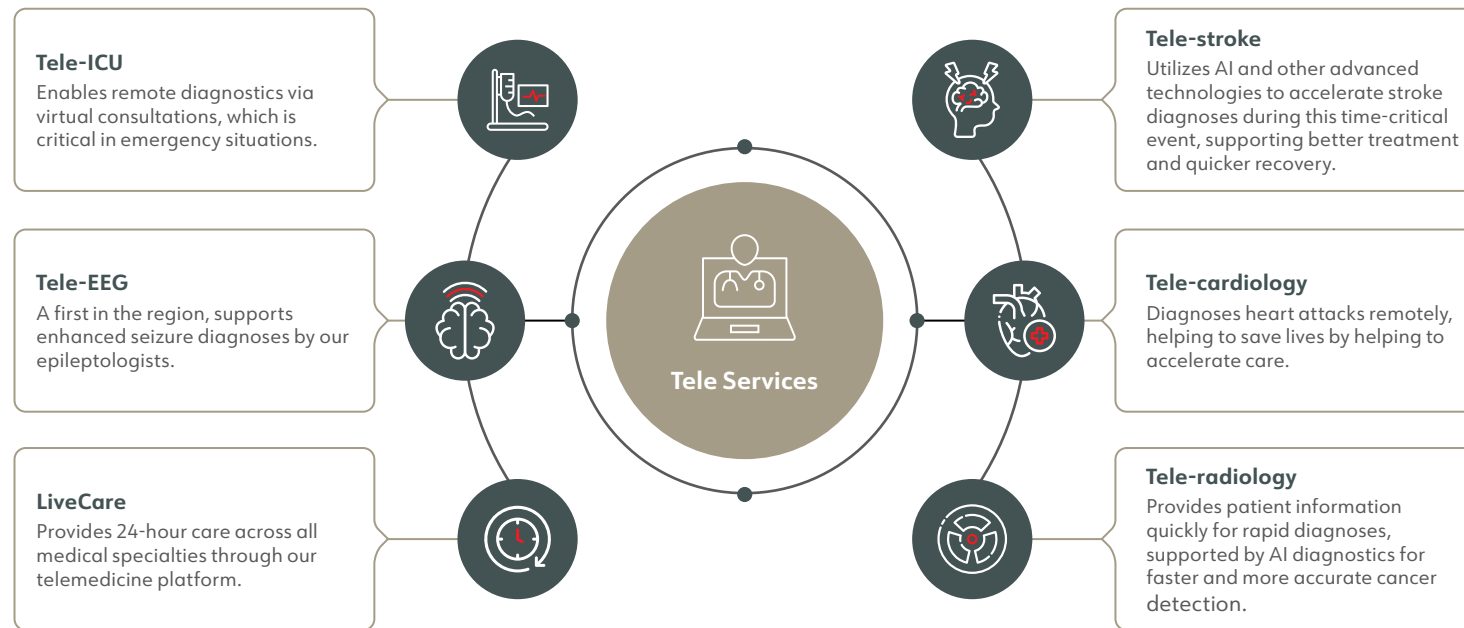 Tele-ICU
Enables remote diagnostics via
virtual consultations, which is
critical in emergency situations.
Tele-EEG
A first in the region, supports
enhanced seizure diagnoses by our
epileptologists.
LiveCare
Provides 24-hour care across all
medical specialties through our
telemedicine platform.
Tele Services
Tele-stroke
Utilizes AI and other advanced
technologies to accelerate stroke
diagnoses during this time-critical
event, supporting better treatment
and quicker recovery.
Tele-cardiology
Diagnoses heart attacks remotely,
helping to save lives by helping to
accelerate care.
Tele-radiology
Provides patient information
quickly for rapid diagnoses,
supported by AI diagnostics for
faster and more accurate cancer
detection.